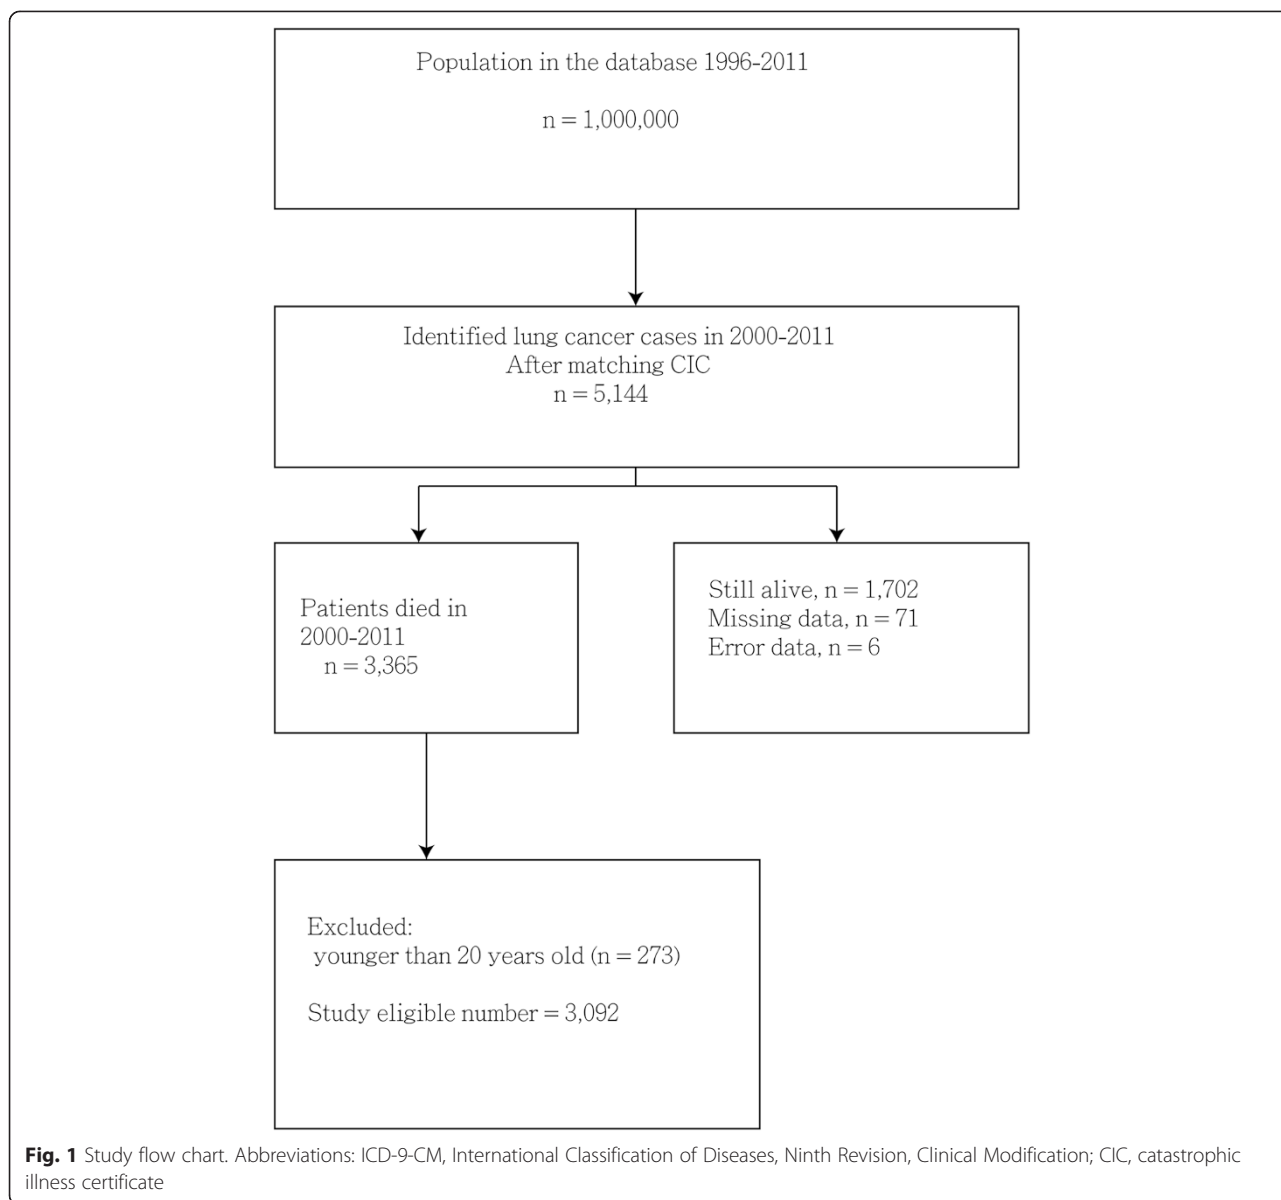 Population in the database 1996-2011
n = 1,000,000
Identified lung cancer cases in 2000-2011
After matching CIC
n = 5,144
Patients died in
2000-2011
n = 3,365
Still alive, n = 1,702
Missing data, n = 71
Error data, n = 6
Excluded:
younger than 20 years old (n = 273)
Study eligible number = 3,092
Fig. 1 Study flow chart. Abbreviations: ICD-9-CM, International Classification of Diseases, Ninth Revision, Clinical Modification; CIC, catastrophic
illness certificate